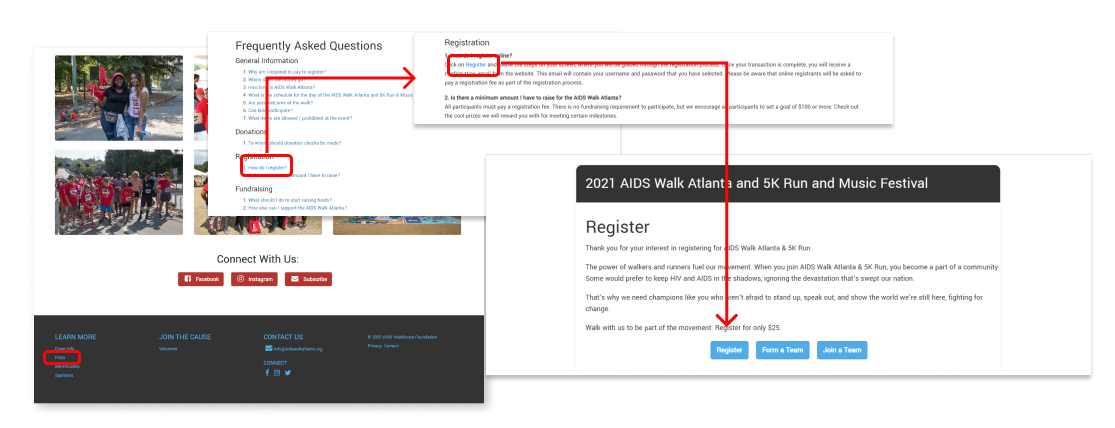 Frequently Asked Questions
General Information
1. Why am I required to pay to register?
2. Where
3. How
AIDS Walk Atlanta?
4. What is the schedule for the day of the AIDS Walk Atlanta and 5K Run & Music
5. Are pets welcome at the walk?
6. Can
participate?
7. What items are allowed / prohibited at the event?
Donations
1. To whom should donation checks be made?
Registration
1. How do I register?
amount I have to raise?
Fundraising
1. What should I do to start raising funds?
2. How else can I support the AIDS Walk Atlanta?
Registration
1. How do I register online?
Click on Register and follow the steps on your screen, where you will be guided through the registration process. Once your transaction is complete, you will receive a
confirmation email from the website. This email will contain your username and password that you have selected. Please be aware that online registrants will be asked to
pay a registration fee as part of the registration process.
2. Is there a minimum amount I have to raise for the AIDS Walk Atlanta?
All participants must pay a registration fee. There is no fundraising requirement to participate, but we encourage all participants to set a goal of $100 or more. Check out
the cool prizes we will reward you with for meeting certain milestones.
2021 AIDS Walk Atlanta and 5K Run and Music Festival
Register
Thank you for your interest in registering for AIDS Walk Atlanta & 5K Run.
The power of walkers and runners fuel our movement. When you join AIDS Walk Atlanta & 5K Run, you become a part of a community.
Some would prefer to keep HIV and AIDS in the shadows, ignoring the devastation that's swept our nation.
That's why we need champions like you who aren't afraid to stand up, speak out, and show the world we're still here, fighting for
change.
Walk with us to be part of the movement. Register for only $25.
Register Form a Team Join a Team
Connect With Us:
Facebook Instagram Subscribe
LEARN MORE
Event Info
FAQs
Beneficiaries
Sponsors
JOIN THE CAUSE
Volunteer
CONTACT US
info@aidswalkatlanta.org
CONNECT
AIDS Healthcare Foundation
Privacy Contact